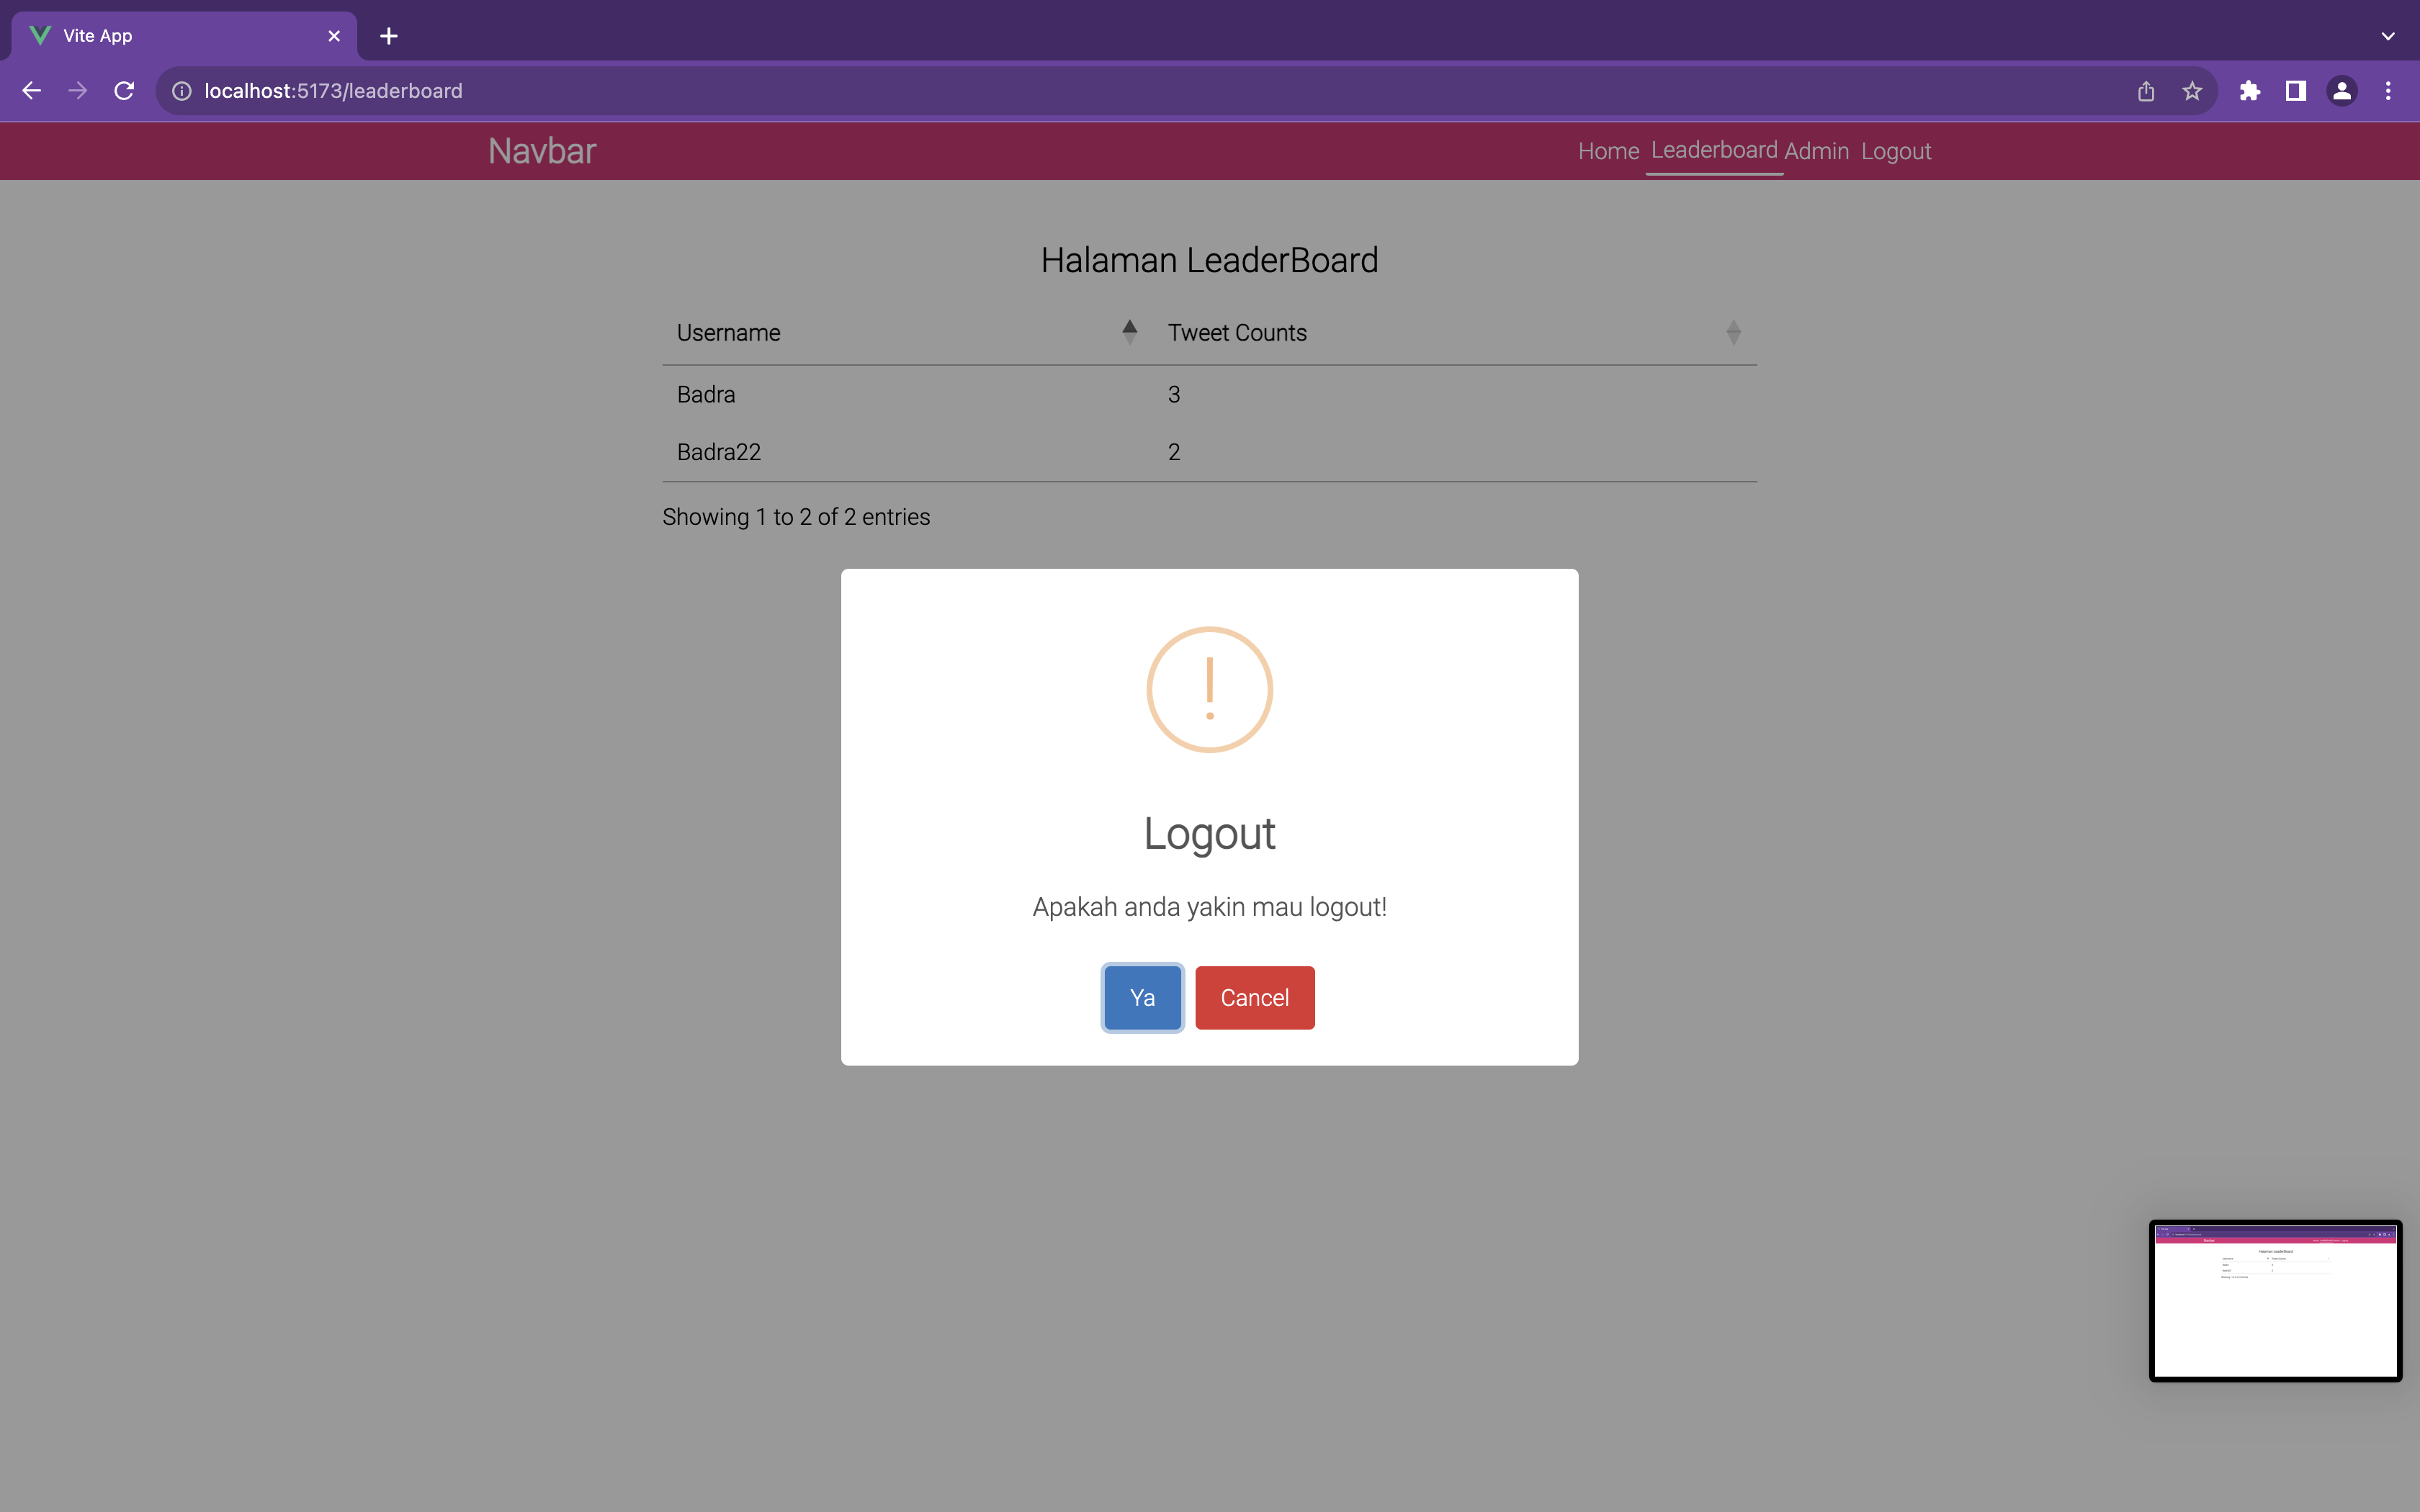 Vite App
localhost:5173/leaderboard
Navbar
Home Leaderboard Admin Logout
Halaman LeaderBoard
Username Tweet Counts
Badra 3
Badra22 2
Showing 1 to 2 of 2 entries
Logout
Apakah anda yakin mau logout!
Ya Cancel